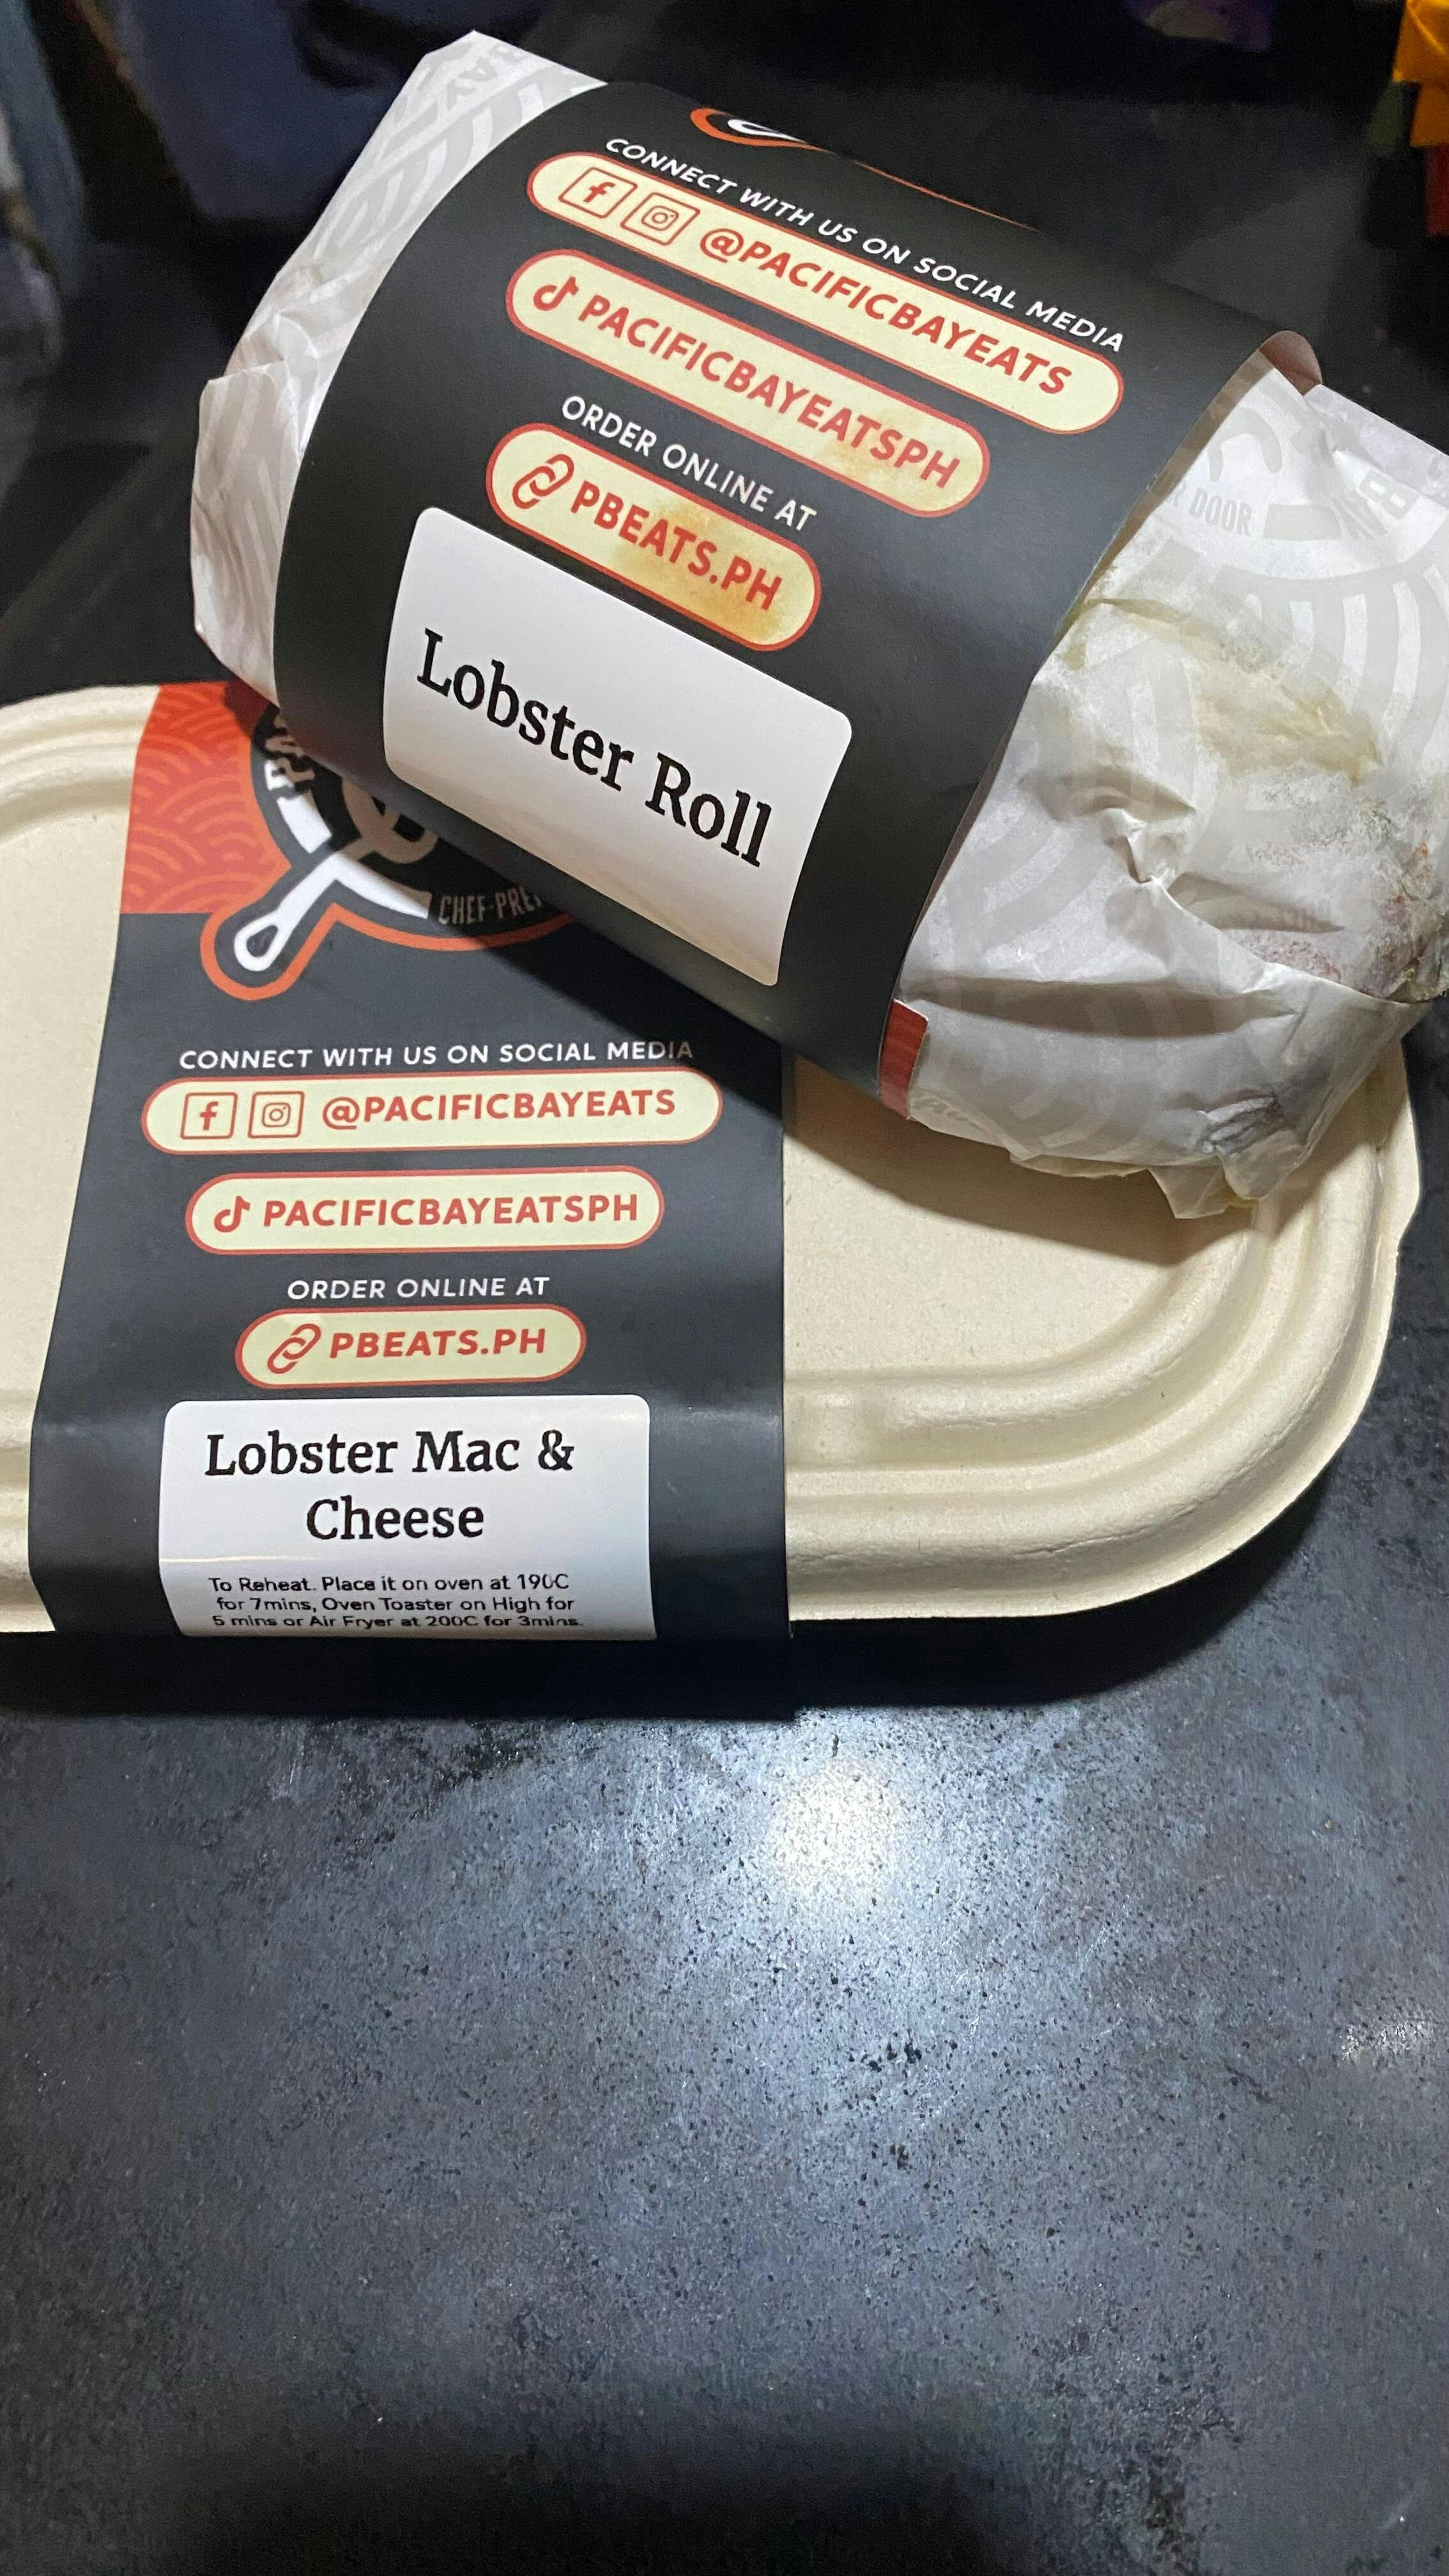 CONNECT WITH US ON SOCIAL MEDIA
@PACIFICBAYEATS
PACIFICBAYEATSPH
ORDER ONLINE AT
PBEATS.PH
Lobster Roll
DOOR
CONNECT WITH US ON SOCIAL MEDIA
@PACIFICBAYEATS
PACIFICBAYEATSPH
ORDER ONLINE AT
PBEATS.PH
Lobster Mac &
Cheese
To Reheat. Place it on oven at 190C
for 7mins, Oven Toaster on High for
5 mins or Air Fryer at 200C for 3mins.